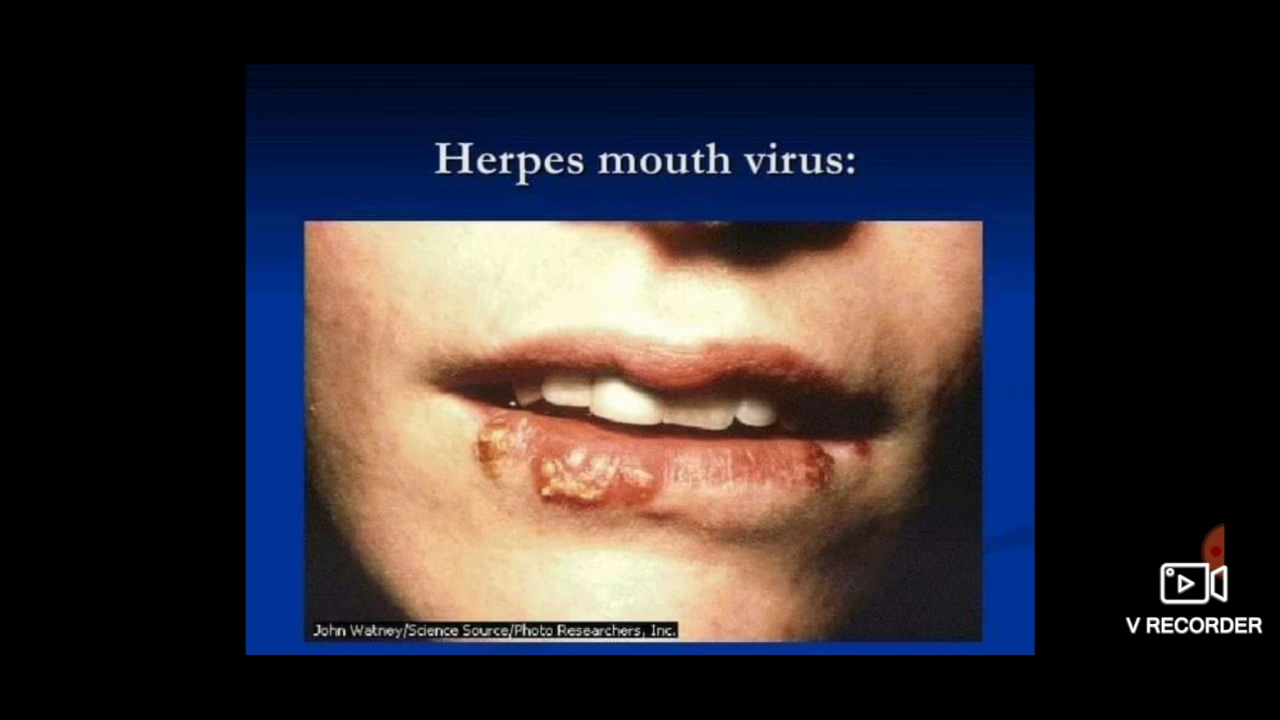 Herpes mouth virus:
John Watney/Science Source/Photo Researchers, Inc.
V RECORDER